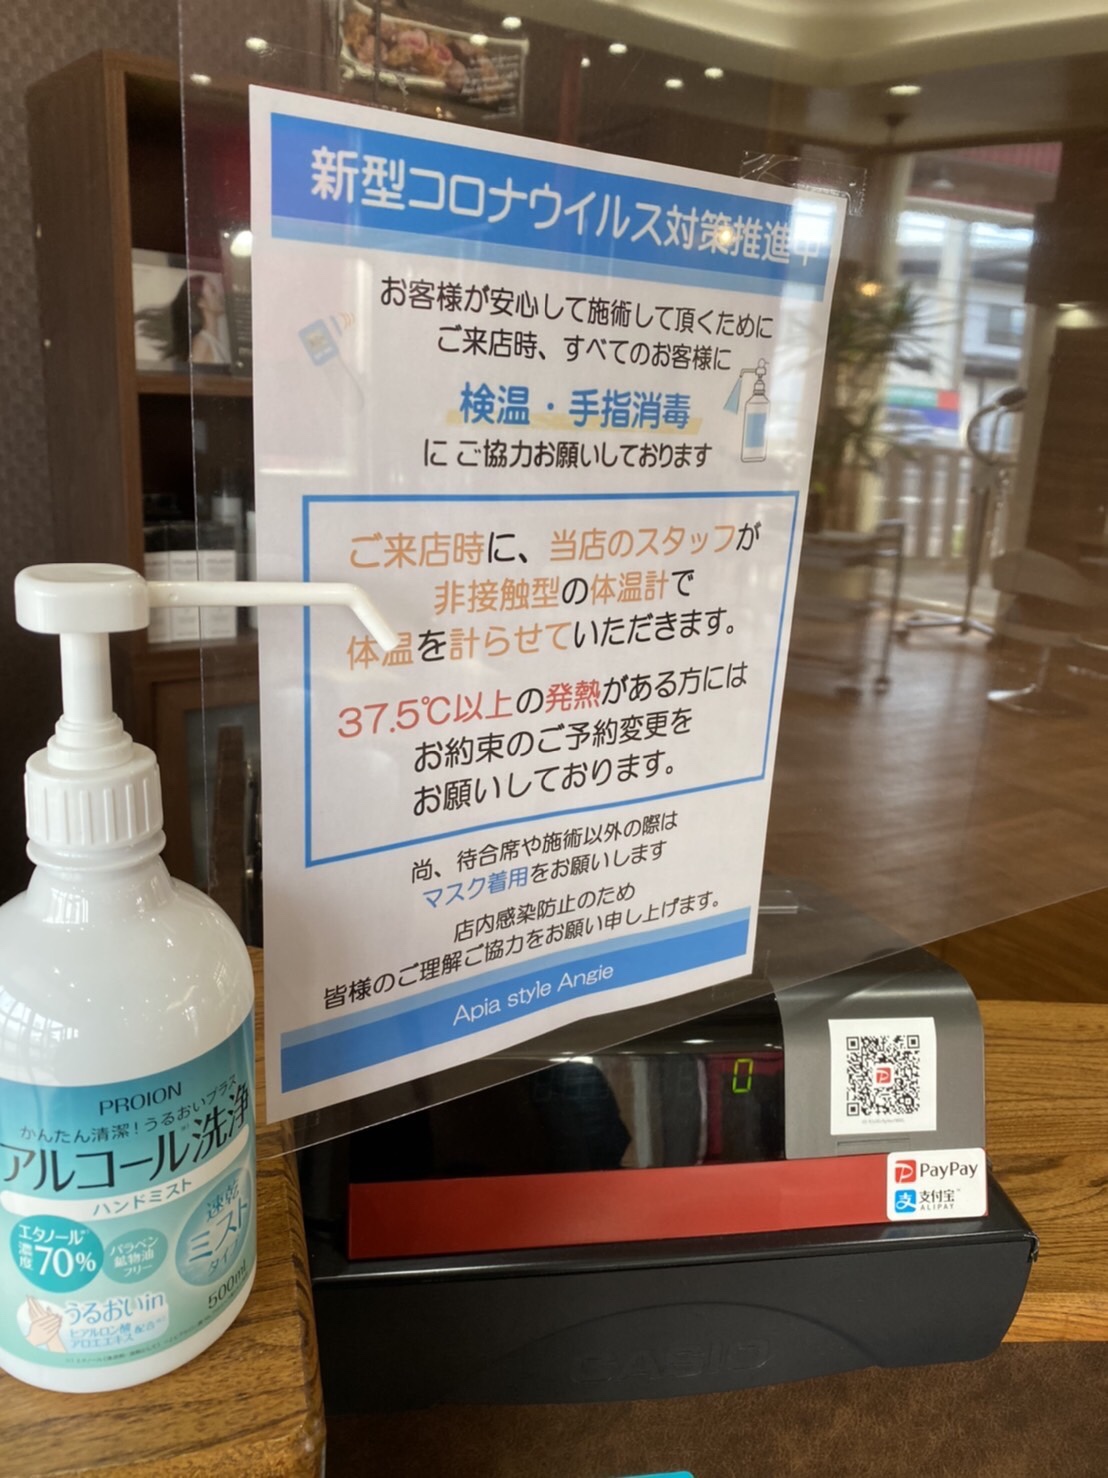 新型コロナウイルス対策推進中
お客様が安心して施術して頂くために
ご来店時、すべてのお客様に
検温・手指消毒
に ご協力お願いしております
ご来店時に、当店のスタッフが
非接触型の体温計で
体温を計らせていただきます。
37.5℃以上の発熱がある方には
お約束のご予約変更を
お願いしております。
尚、待合席や施術以外の際は
マスク着用をお願いします
店内感染防止のため
皆様のご理解ご協力をお願い申し上げます。
Apia style Angie
PROION
かんたん清潔!うるおいプラス
アルコール洗浄
ハンドミスト
エタノール
濃度70%
パラベン
鉱物油
フリー
速乾
ミスト
タイプ
500mL
うるおいin
ヒアルロン酸
アロエエキス
配合
0
PayPay
支付宝
ALIPAY
CASIO